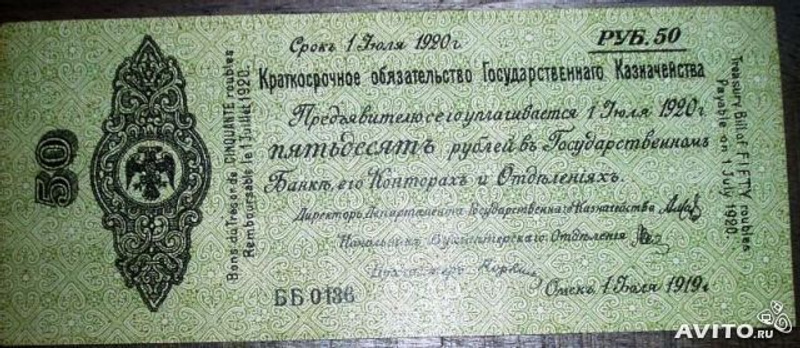 Срокъ 1 Іюля 1920 г.
РУБ. 50
Краткосрочное обязательство Государственнаго Казначейства
Предъявителю сего уплачивается 1 Іюля 1920 г.
пятьдесятъ рублей въ Государственном
Банкѣ, его Конторахъ и Отдѣленіяхъ.
Директоръ Департамента Государственнаго Казначейства
Начальникъ Бухгалтерскаго Отдѣленія
Бухгалтеръ
ББ 0136
Омскъ, 1 Іюля 1919 г.
50
Bons du Trésor de CINQUANTE roubles
Remboursable le 1 Juillet 1920.
Treasury Bill of FIFTY roubles
Payable on 1 July 1920.
AVITO.ru